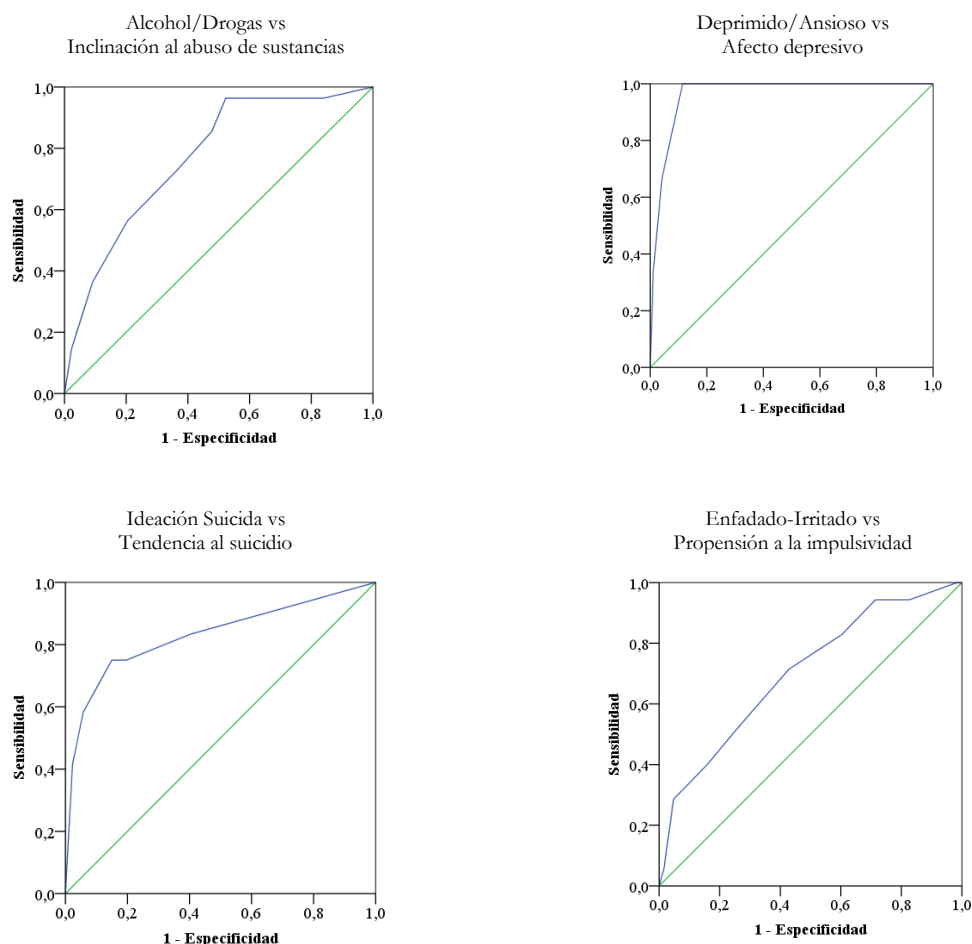 Alcohol/Drogas vs
Inclinación al abuso de sustancias
1,0
0,8
0,6
0,4
0,2
0,0
Sensibilidad
0,0 0,2 0,4 0,6 0,8 1,0
1 - Especificidad
Deprimido/Ansioso vs
Afecto depresivo
1,0
0,8
0,6
0,4
0,2
0,0
Sensibilidad
0,0 0,2 0,4 0,6 0,8 1,0
1 - Especificidad
Ideación Suicida vs
Tendencia al suicidio
1,0
0,8
0,6
0,4
0,2
0,0
Sensibilidad
0,0 0,2 0,4 0,6 0,8 1,0
1 - Especificidad
Enfadado-Irritado vs
Propensión a la impulsividad
1,0
0,8
0,6
0,4
0,2
0,0
Sensibilidad
0,0 0,2 0,4 0,6 0,8 1,0
1 - Especificidad